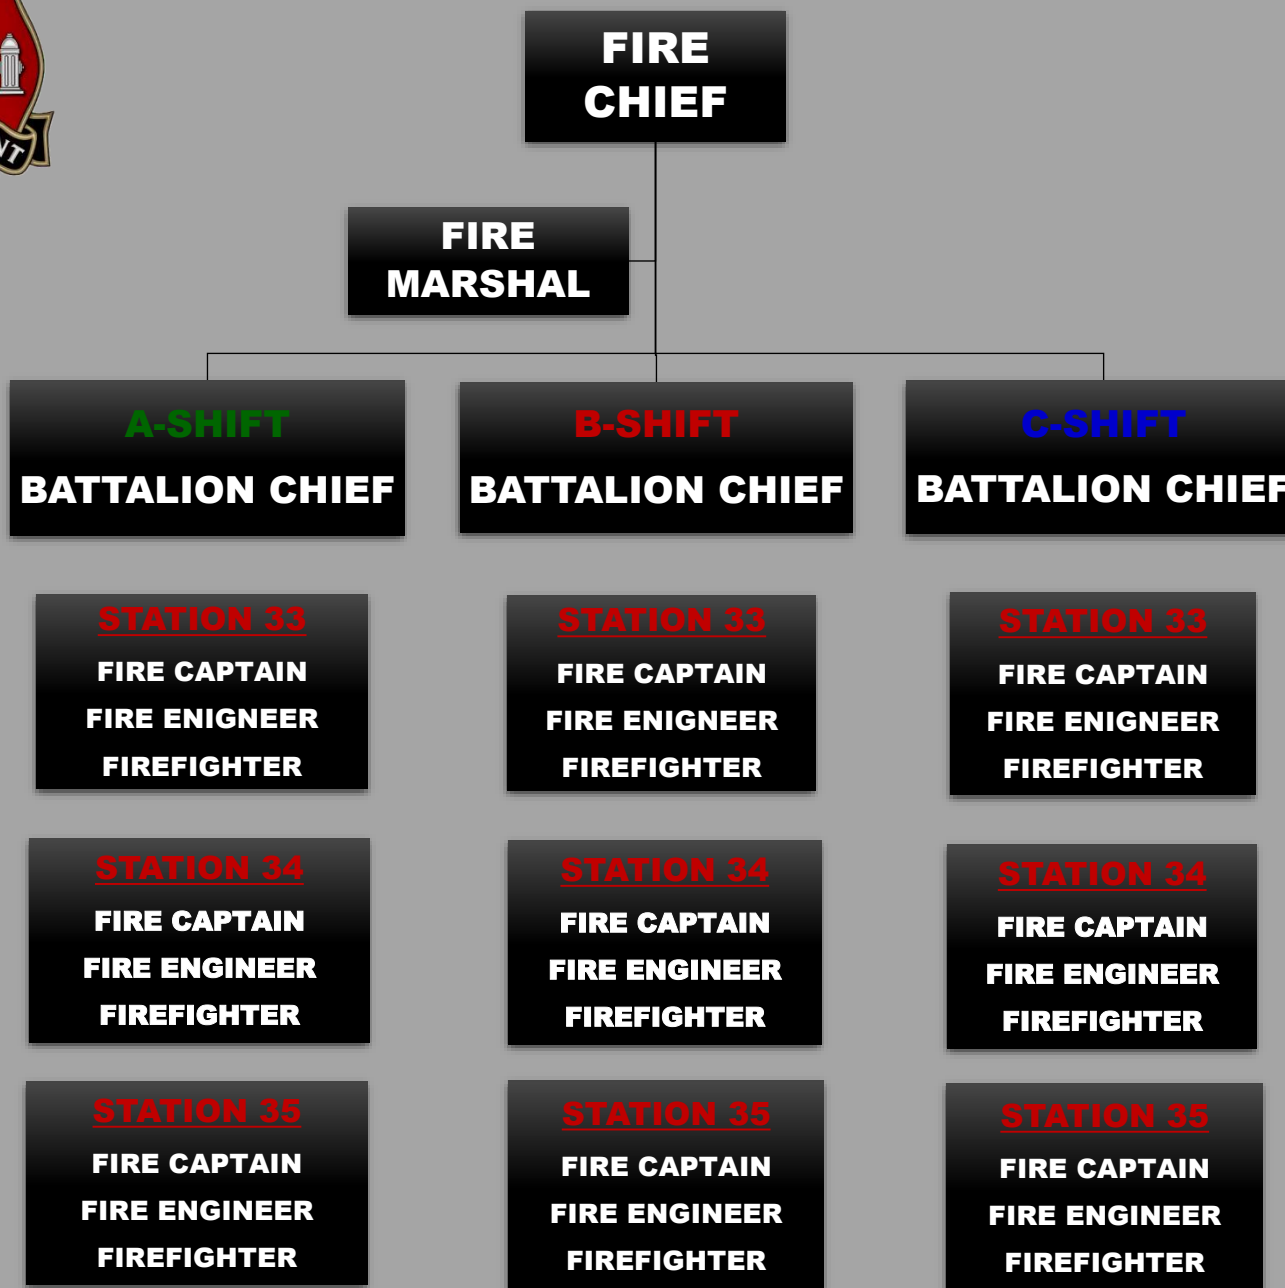 NT
FIRE
CHIEF
FIRE
MARSHAL
A-SHIFT
BATTALION CHIEF
B-SHIFT
BATTALION CHIEF
C-SHIFT
BATTALION CHIEF
STATION 33
FIRE CAPTAIN
FIRE ENIGNEER
FIREFIGHTER
STATION 33
FIRE CAPTAIN
FIRE ENIGNEER
FIREFIGHTER
STATION 33
FIRE CAPTAIN
FIRE ENIGNEER
FIREFIGHTER
STATION 34
FIRE CAPTAIN
FIRE ENGINEER
FIREFIGHTER
STATION 34
FIRE CAPTAIN
FIRE ENGINEER
FIREFIGHTER
STATION 34
FIRE CAPTAIN
FIRE ENGINEER
FIREFIGHTER
STATION 35
FIRE CAPTAIN
FIRE ENGINEER
FIREFIGHTER
STATION 35
FIRE CAPTAIN
FIRE ENGINEER
FIREFIGHTER
STATION 35
FIRE CAPTAIN
FIRE ENGINEER
FIREFIGHTER